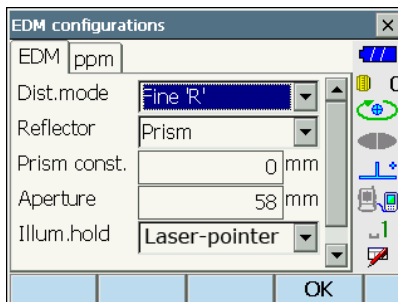 EDM configurations
EDM ppm
Dist.mode Fine 'R'
Reflector Prism
Prism const. 0 mm
Aperture 58 mm
Illum.hold Laser-pointer
1
OK